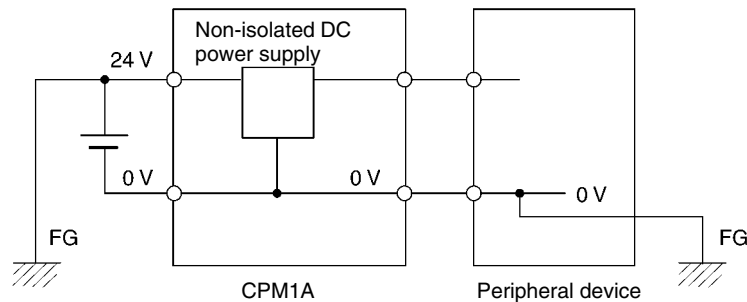 Non-isolated DC
power supply
24 V
0 V
0 V
0 V
FG
FG
CPM1A
Peripheral device